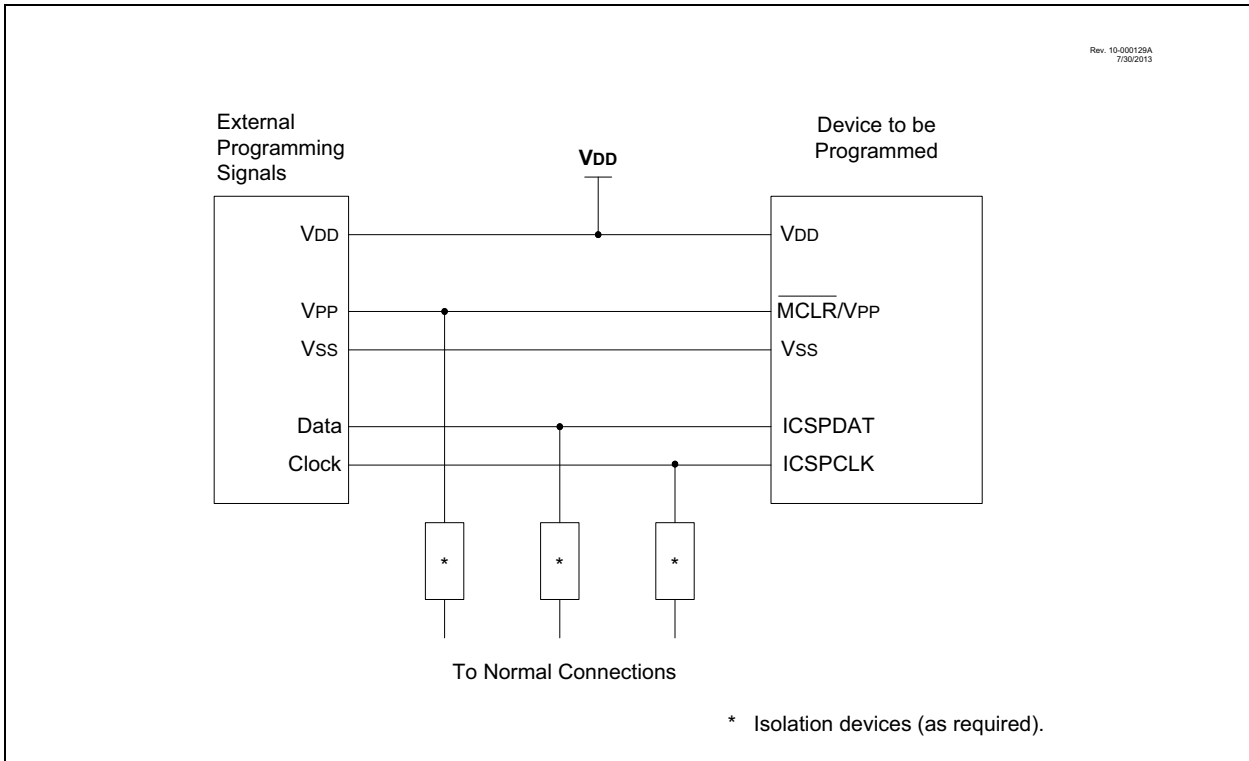 Rev. 10-000129A
7/30/2013
External
Programming
Signals
VDD
Device to be
Programmed
VDD
VDD
VPP
MCLR/VPP
VSS
VSS
Data
ICSPDAT
Clock
ICSPCLK
*
*
*
To Normal Connections
* Isolation devices (as required).